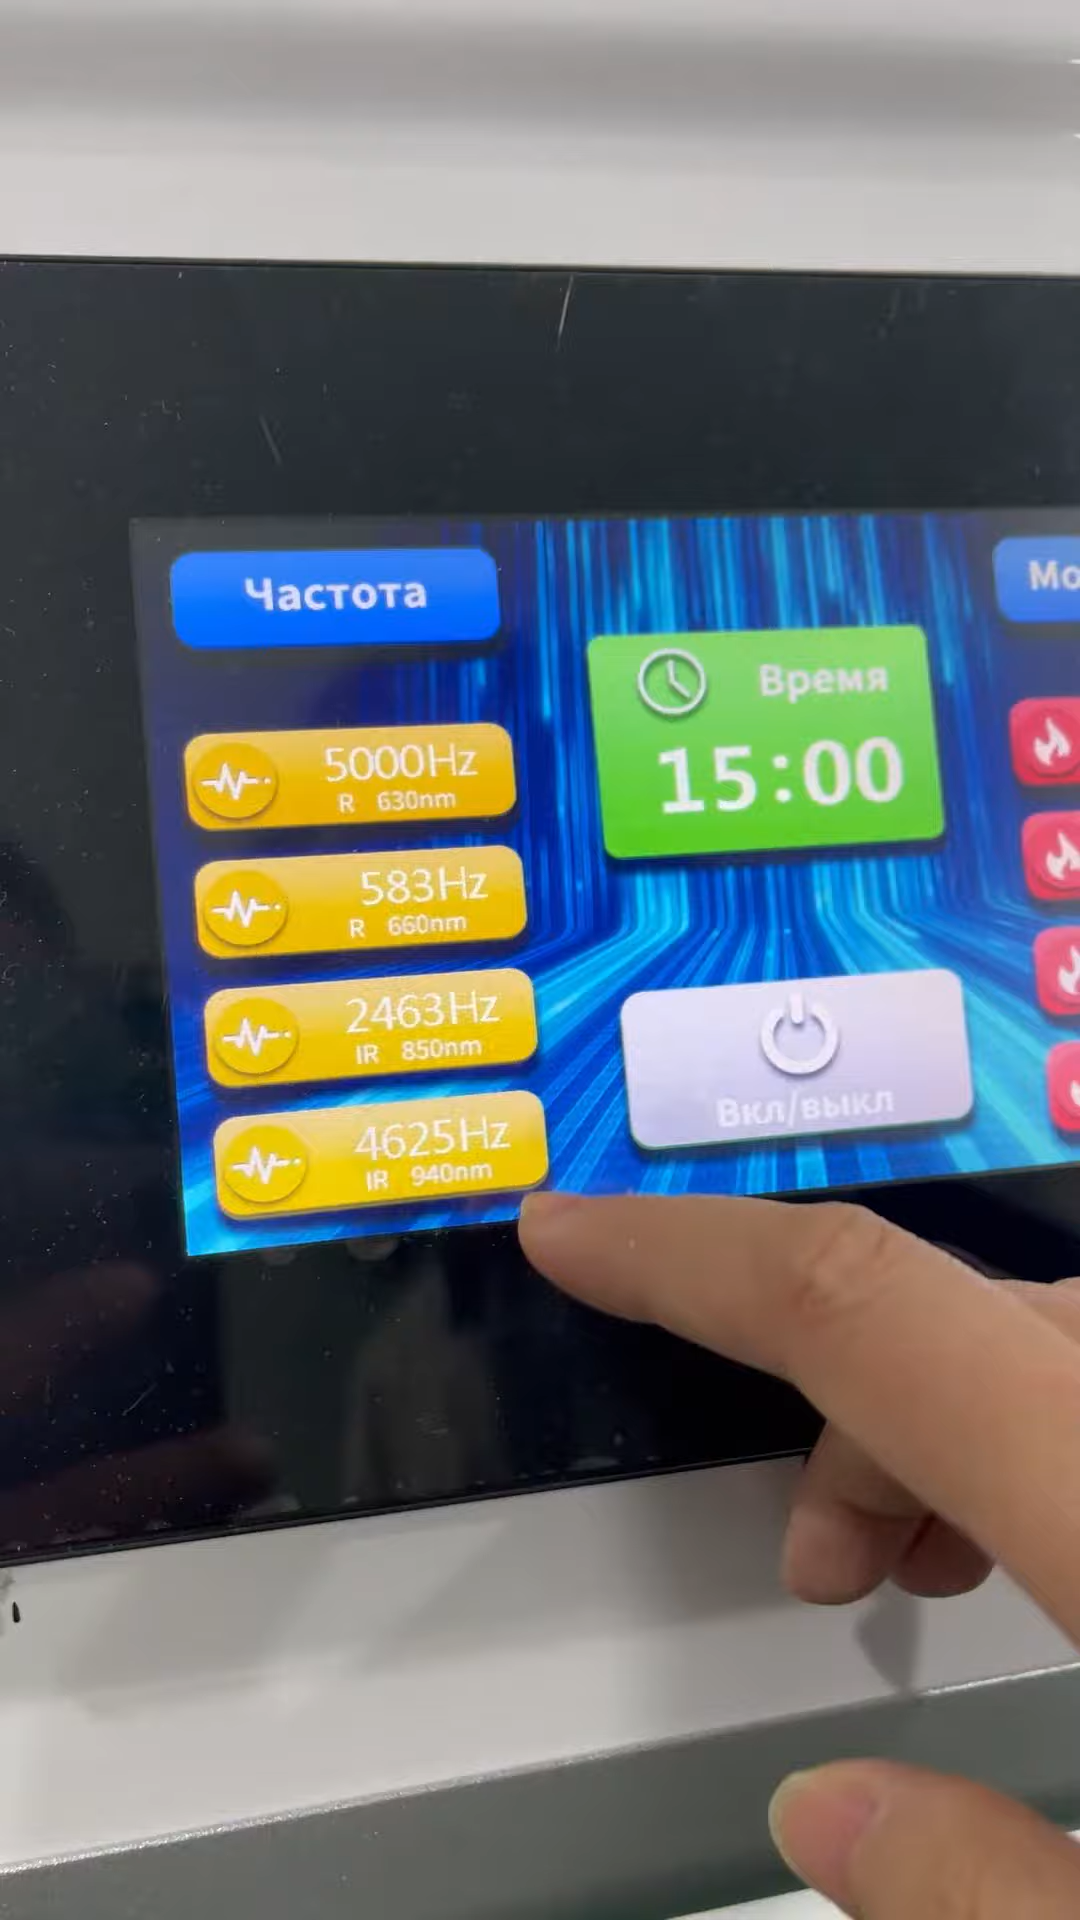 Частота
5000Hz
R 630nm
583Hz
R 660nm
2463Hz
IR 850nm
4625Hz
IR 940nm
Время
15:00
Вкл/выкл